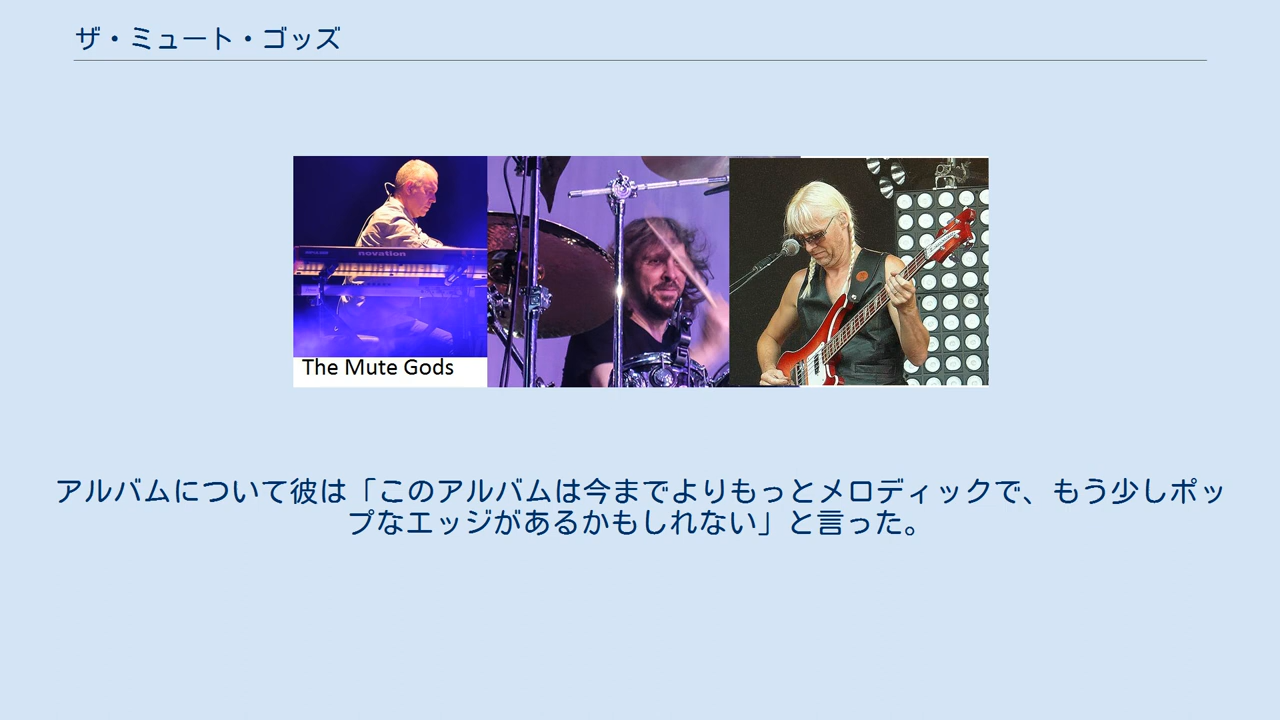 ザ・ミュート・ゴッズ
novation
The Mute Gods
アルバムについて彼は「このアルバムは今までよりもっとメロディックで、もう少しポッ
プなエッジがあるかもしれない」と言った。